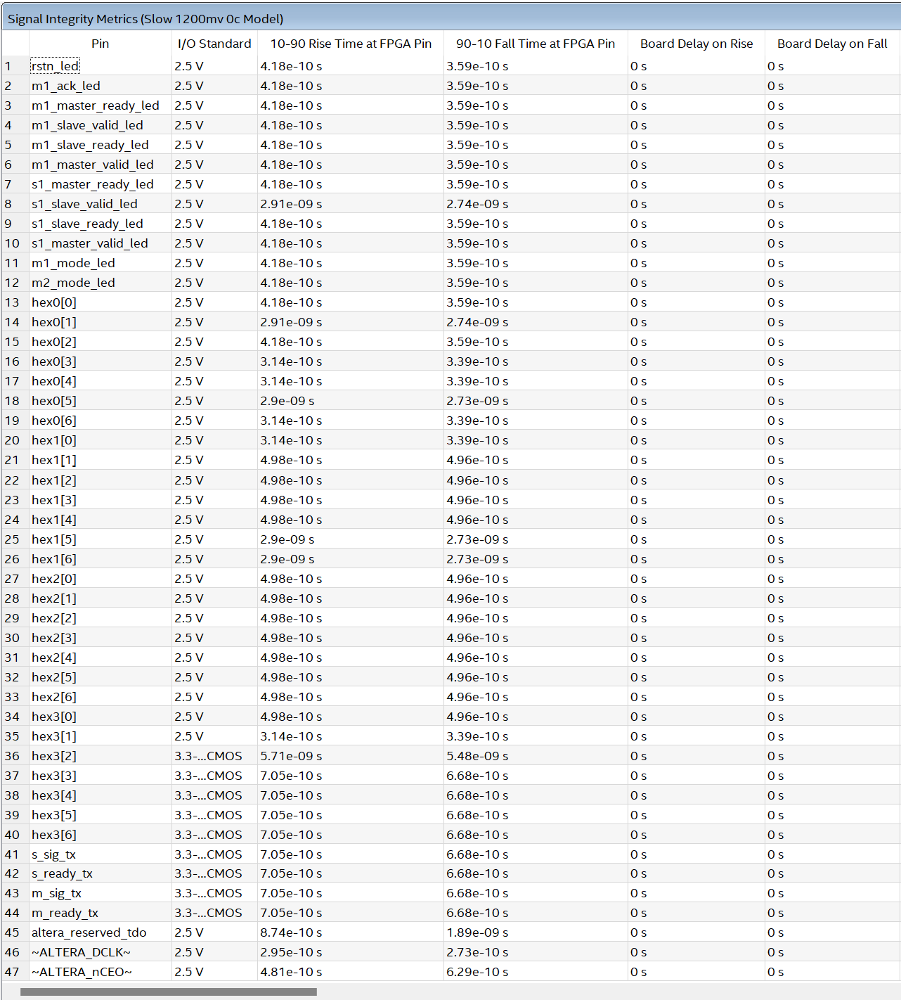 Signal Integrity Metrics (Slow 1200mv 0c Model)
Pin I/O Standard 10-90 Rise Time at FPGA Pin 90-10 Fall Time at FPGA Pin Board Delay on Rise Board Delay on Fall
1 rstn_led 2.5 V 4.18e-10 s 3.59e-10 s 0 s 0 s
2 m1_ack_led 2.5 V 4.18e-10 s 3.59e-10 s 0 s 0 s
3 m1_master_ready_led 2.5 V 4.18e-10 s 3.59e-10 s 0 s 0 s
4 m1_slave_valid_led 2.5 V 4.18e-10 s 3.59e-10 s 0 s 0 s
5 m1_slave_ready_led 2.5 V 4.18e-10 s 3.59e-10 s 0 s 0 s
6 m1_master_valid_led 2.5 V 4.18e-10 s 3.59e-10 s 0 s 0 s
7 s1_master_ready_led 2.5 V 4.18e-10 s 3.59e-10 s 0 s 0 s
8 s1_slave_valid_led 2.5 V 2.91e-09 s 2.74e-09 s 0 s 0 s
9 s1_slave_ready_led 2.5 V 4.18e-10 s 3.59e-10 s 0 s 0 s
10 s1_master_valid_led 2.5 V 4.18e-10 s 3.59e-10 s 0 s 0 s
11 m1_mode_led 2.5 V 4.18e-10 s 3.59e-10 s 0 s 0 s
12 m2_mode_led 2.5 V 4.18e-10 s 3.59e-10 s 0 s 0 s
13 hex0[0] 2.5 V 4.18e-10 s 3.59e-10 s 0 s 0 s
14 hex0[1] 2.5 V 2.91e-09 s 2.74e-09 s 0 s 0 s
15 hex0[2] 2.5 V 4.18e-10 s 3.59e-10 s 0 s 0 s
16 hex0[3] 2.5 V 3.14e-10 s 3.39e-10 s 0 s 0 s
17 hex0[4] 2.5 V 3.14e-10 s 3.39e-10 s 0 s 0 s
18 hex0[5] 2.5 V 2.9e-09 s 2.73e-09 s 0 s 0 s
19 hex0[6] 2.5 V 3.14e-10 s 3.39e-10 s 0 s 0 s
20 hex1[0] 2.5 V 3.14e-10 s 3.39e-10 s 0 s 0 s
21 hex1[1] 2.5 V 4.98e-10 s 4.96e-10 s 0 s 0 s
22 hex1[2] 2.5 V 4.98e-10 s 4.96e-10 s 0 s 0 s
23 hex1[3] 2.5 V 4.98e-10 s 4.96e-10 s 0 s 0 s
24 hex1[4] 2.5 V 4.98e-10 s 4.96e-10 s 0 s 0 s
25 hex1[5] 2.5 V 2.9e-09 s 2.73e-09 s 0 s 0 s
26 hex1[6] 2.5 V 2.9e-09 s 2.73e-09 s 0 s 0 s
27 hex2[0] 2.5 V 4.98e-10 s 4.96e-10 s 0 s 0 s
28 hex2[1] 2.5 V 4.98e-10 s 4.96e-10 s 0 s 0 s
29 hex2[2] 2.5 V 4.98e-10 s 4.96e-10 s 0 s 0 s
30 hex2[3] 2.5 V 4.98e-10 s 4.96e-10 s 0 s 0 s
31 hex2[4] 2.5 V 4.98e-10 s 4.96e-10 s 0 s 0 s
32 hex2[5] 2.5 V 4.98e-10 s 4.96e-10 s 0 s 0 s
33 hex2[6] 2.5 V 4.98e-10 s 4.96e-10 s 0 s 0 s
34 hex3[0] 2.5 V 4.98e-10 s 4.96e-10 s 0 s 0 s
35 hex3[1] 2.5 V 3.14e-10 s 3.39e-10 s 0 s 0 s
36 hex3[2] 3.3-...CMOS 5.71e-09 s 5.48e-09 s 0 s 0 s
37 hex3[3] 3.3-...CMOS 7.05e-10 s 6.68e-10 s 0 s 0 s
38 hex3[4] 3.3-...CMOS 7.05e-10 s 6.68e-10 s 0 s 0 s
39 hex3[5] 3.3-...CMOS 7.05e-10 s 6.68e-10 s 0 s 0 s
40 hex3[6] 3.3-...CMOS 7.05e-10 s 6.68e-10 s 0 s 0 s
41 s_sig_tx 3.3-...CMOS 7.05e-10 s 6.68e-10 s 0 s 0 s
42 s_ready_tx 3.3-...CMOS 7.05e-10 s 6.68e-10 s 0 s 0 s
43 m_sig_tx 3.3-...CMOS 7.05e-10 s 6.68e-10 s 0 s 0 s
44 m_ready_tx 3.3-...CMOS 7.05e-10 s 6.68e-10 s 0 s 0 s
45 altera_reserved_tdo 2.5 V 8.74e-10 s 1.89e-09 s 0 s 0 s
46 ~ALTERA_DCLK~ 2.5 V 2.95e-10 s 2.73e-10 s 0 s 0 s
47 ~ALTERA_nCEO~ 2.5 V 4.81e-10 s 6.29e-10 s 0 s 0 s